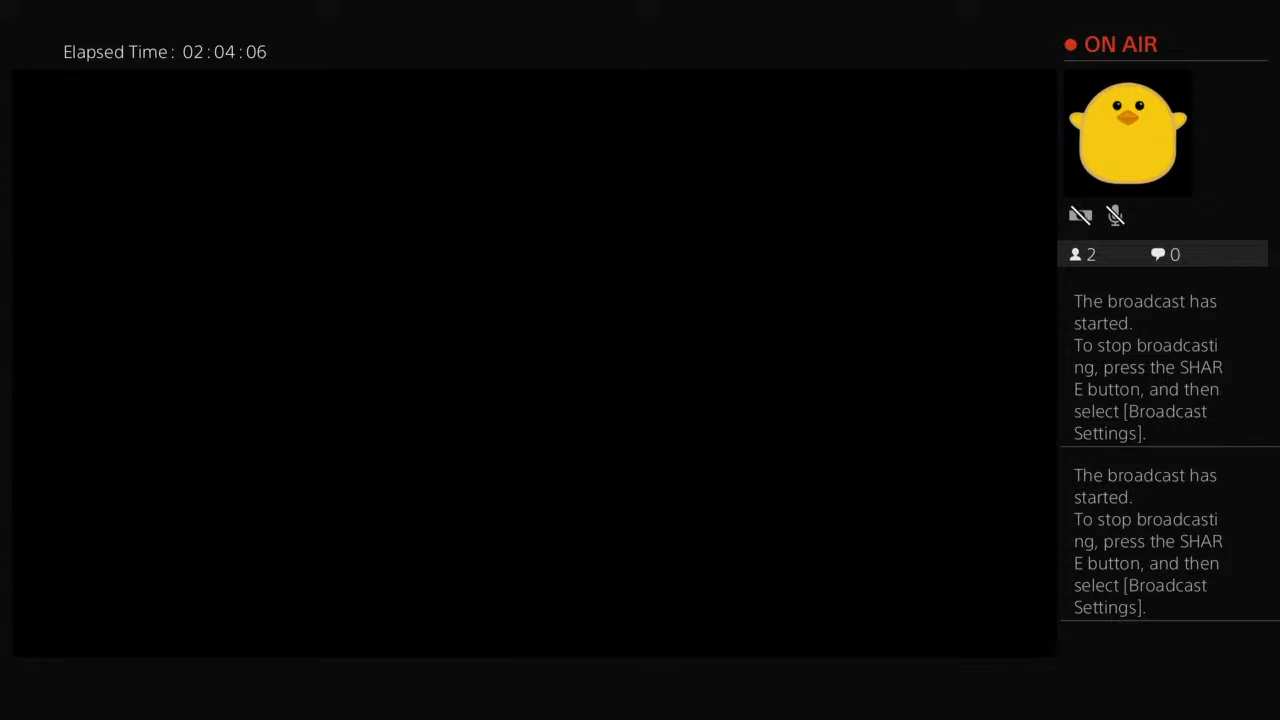 Elapsed Time: 02:04:06
ON AIR
2 0
The broadcast has
started.
To stop broadcasti
ng, press the SHAR
E button, and then
select [Broadcast
Settings].
The broadcast has
started.
To stop broadcasti
ng, press the SHAR
E button, and then
select [Broadcast
Settings].